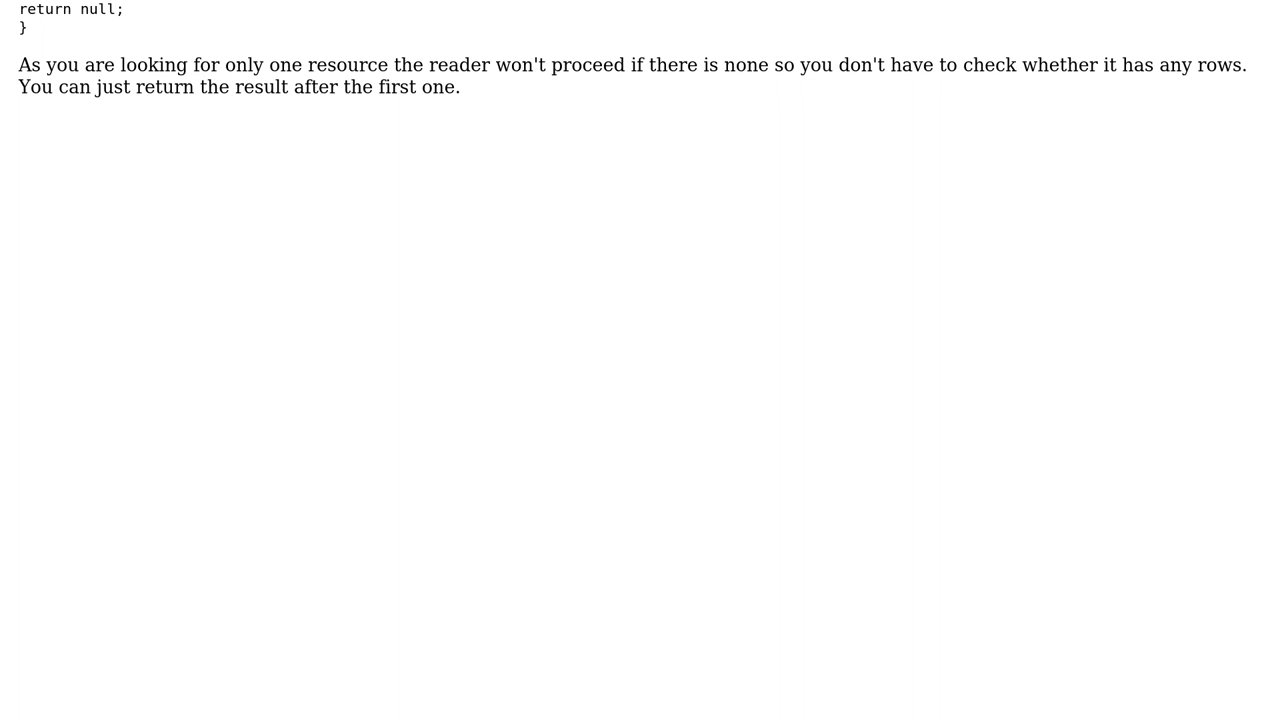 return null;
}
As you are looking for only one resource the reader won't proceed if there is none so you don't have to check whether it has any rows.
You can just return the result after the first one.